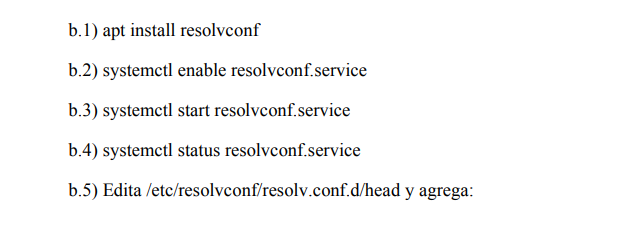 b.1) apt install resolvconf
b.2) systemctl enable resolvconf.service
b.3) systemctl start resolvconf.service
b.4) systemctl status resolvconf.service
b.5) Edita /etc/resolvconf/resolv.conf.d/head y agrega: